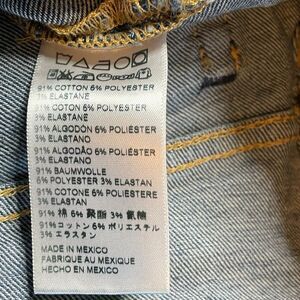 91% COTTON 6% POLYESTER
3% ELASTANE
91% COTON 6% POLYESTER
3% ELASTANE
91% ALGODÓN 6% POLIÉSTER
3% ELASTANO
91% ALGODÃO 6% POLIÉSTER
3% ELASTANO
91% BAUMWOLLE
6% POLYESTER 3% ELASTAN
91% COTONE 6% POLIESTERE
3% ELASTAN
91% 棉 6% 聚酯 3% 氨纶
91% コットン 6% ポリエステル
3% エラスタン
MADE IN MEXICO
FABRIQUE AU MEXIQUE
HECHO EN MEXICO